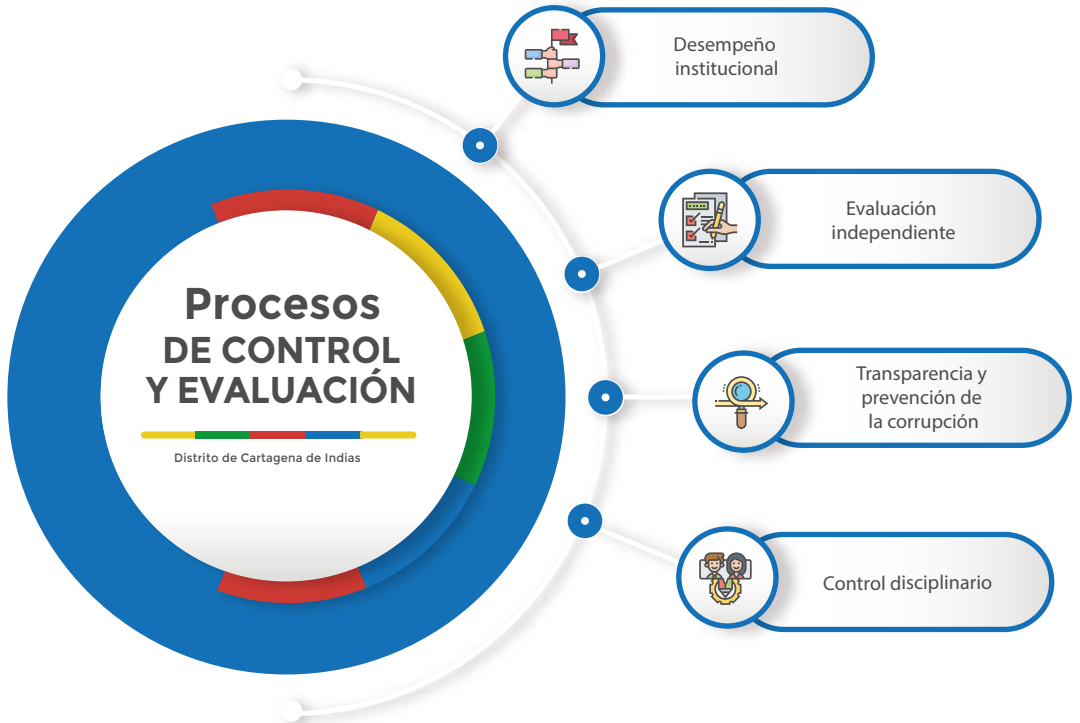 Procesos
DE CONTROL
Y EVALUACIÓN
Distrito de Cartagena de Indias
Desempeño
institucional
Evaluación
independiente
Transparencia y
prevención de
la corrupción
Control disciplinario